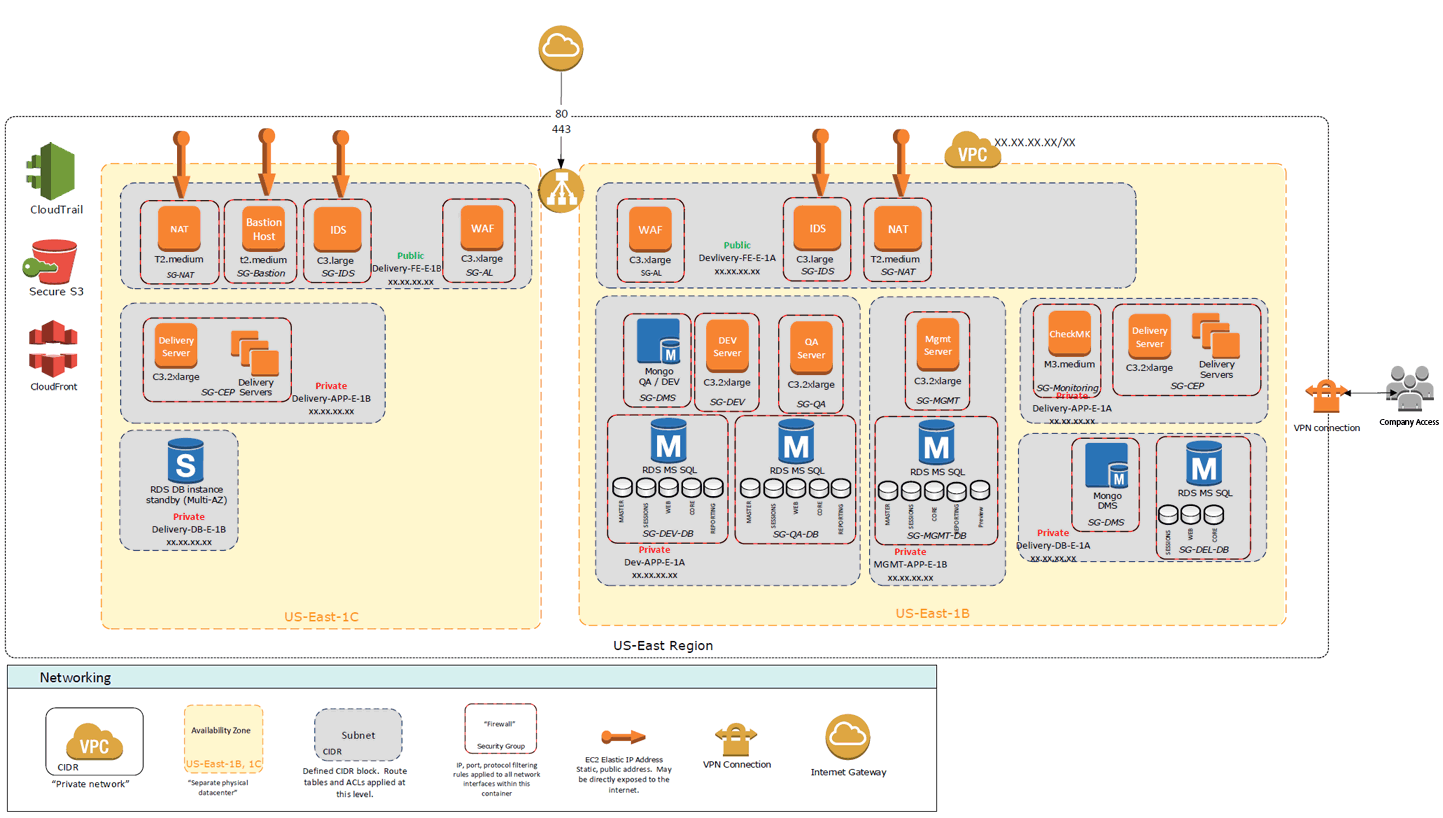 80
443
VPC
XX.XX.XX.XX/XX
CloudTrail
Secure S3
CloudFront
NAT
T2.medium
SG-NAT
Bastion
Host
t2.medium
SG-Bastion
IDS
C3.large
SG-IDS
Public
Delivery-FE-E-1B
xx.xx.xx.xx
WAF
C3.xlarge
SG-AL
Delivery
Server
C3.2xlarge
SG-CEP
Delivery
Servers
Private
Delivery-APP-E-1B
xx.xx.xx.xx
S
RDS DB instance
standby (Multi-AZ)
Private
Delivery-DB-E-1B
xx.xx.xx.xx
US-East-1C
WAF
C3.xlarge
SG-AL
Public
Devlivery-FE-E-1A
xx.xx.xx.xx
IDS
C3.large
SG-IDS
NAT
T2.medium
SG-NAT
M
Mongo
QA / DEV
SG-DMS
DEV
Server
C3.2xlarge
SG-DEV
QA
Server
C3.2xlarge
SG-QA
M
RDS MS SQL
MASTER
SESSIONS
WEB
CORE
REPORTING
SG-DEV-DB
M
RDS MS SQL
MASTER
SESSIONS
WEB
CORE
REPORTING
SG-QA-DB
Private
Dev-APP-E-1A
xx.xx.xx.xx
Mgmt
Server
C3.2xlarge
SG-MGMT
M
RDS MS SQL
MASTER
SESSIONS
CORE
REPORTING
Preview
SG-MGMT-DB
Private
MGMT-APP-E-1B
xx.xx.xx.xx
CheckMK
M3.medium
SG-Monitoring
Private
Delivery-APP-E-1A
xx.xx.xx.xx
Delivery
Server
C3.2xlarge
Delivery
Servers
SG-CEP
M
Mongo
DMS
SG-DMS
Private
Delivery-DB-E-1A
xx.xx.xx.xx
M
RDS MS SQL
SESSIONS
WEB
CORE
SG-DEL-DB
US-East-1B
VPN connection
Company Access
US-East Region
Networking
VPC
CIDR
"Private network"
Availability Zone
US-East-1B, 1C
"Separate physical
datacenter"
Subnet
CIDR
Defined CIDR block. Route
tables and ACLs applied at
this level.
"Firewall"
Security Group
IP, port, protocol filtering
rules applied to all network
interfaces within this
container
EC2 Elastic IP Address
Static, public address. May
be directly exposed to the
internet.
VPN Connection
Internet Gateway